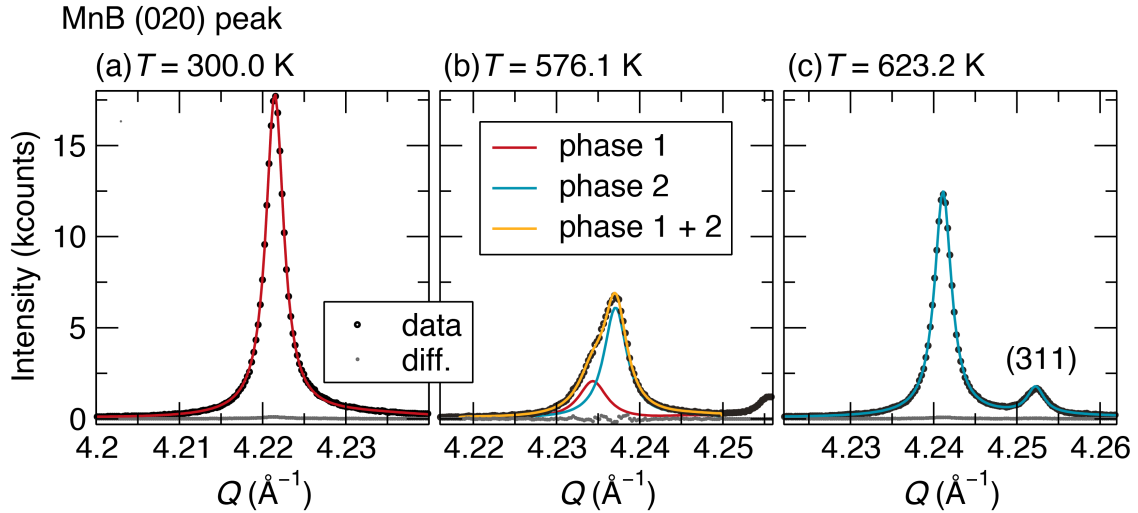 MnB (020) peak
(a) T = 300.0 K
(b) T = 576.1 K
(c) T = 623.2 K
Intensity (kcounts)
15
10
5
0
phase 1
phase 2
phase 1 + 2
data
diff.
(311)
4.2 4.21 4.22 4.23
4.22 4.23 4.24 4.25
4.23 4.24 4.25 4.26
Q (Å⁻¹)
Q (Å⁻¹)
Q (Å⁻¹)